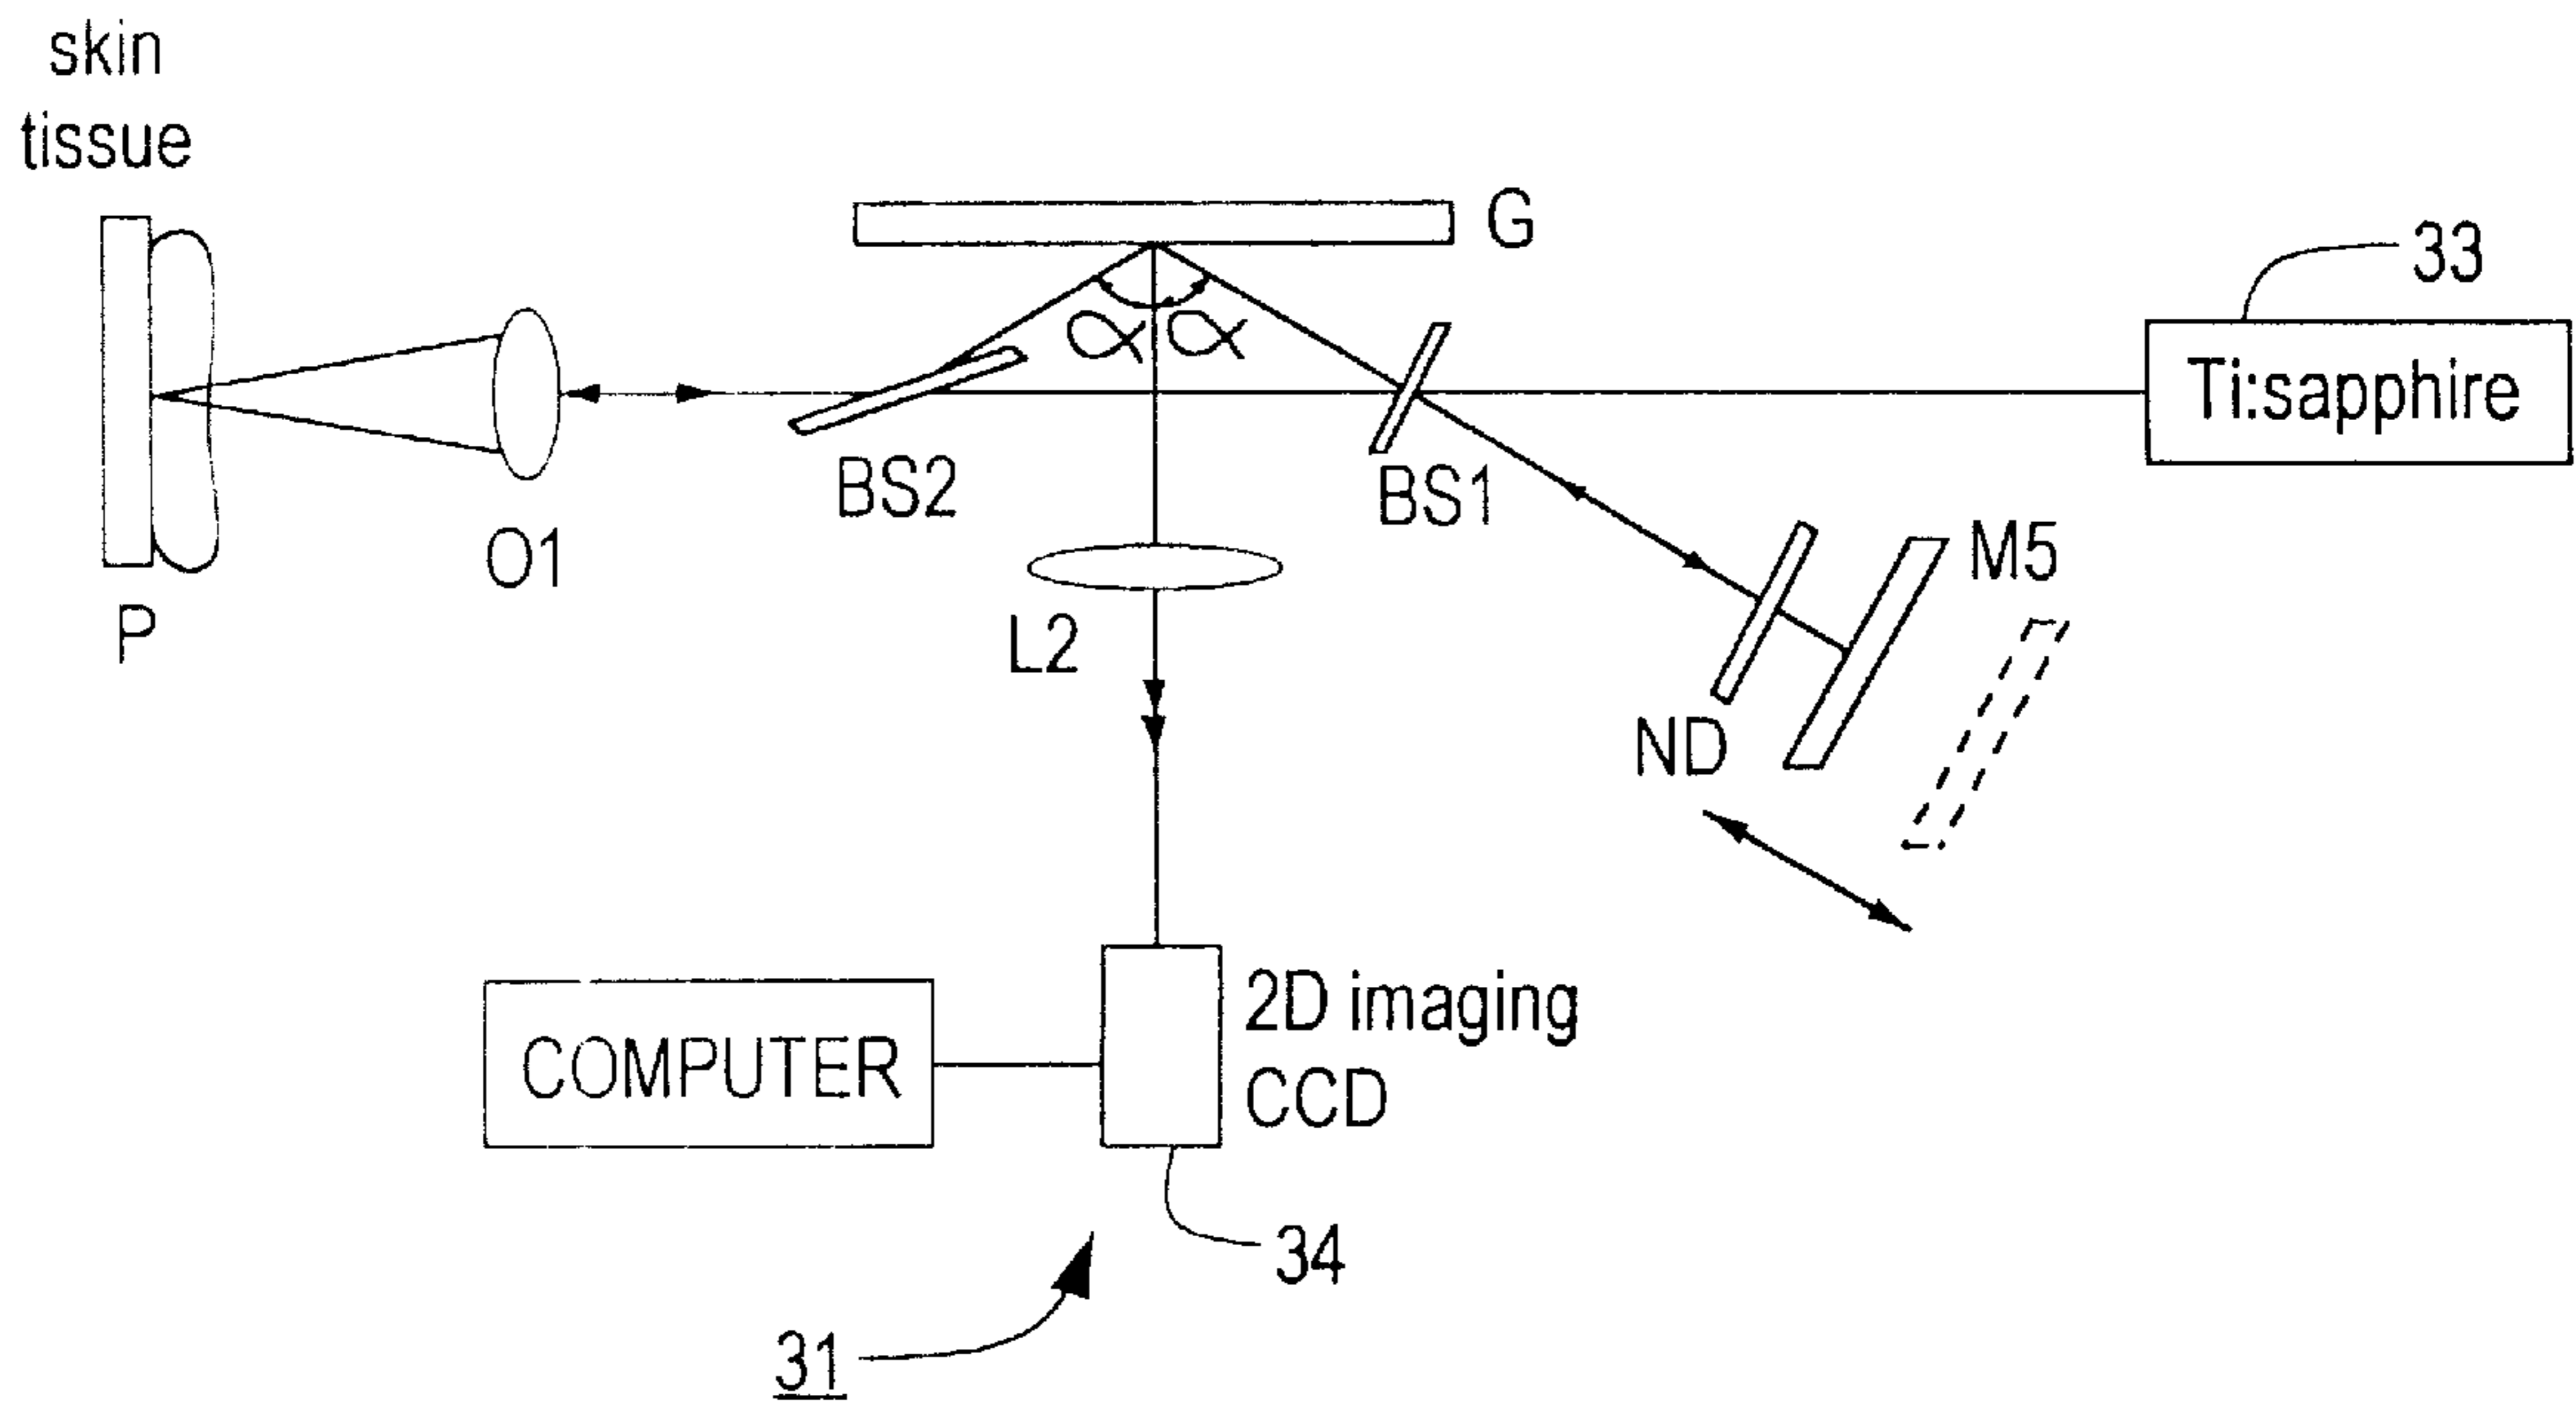 skin
tissue
G
33
α α
Ti:sapphire
BS2
BS1
O1
M5
P
L2
ND
2D imaging
CCD
COMPUTER
34
31